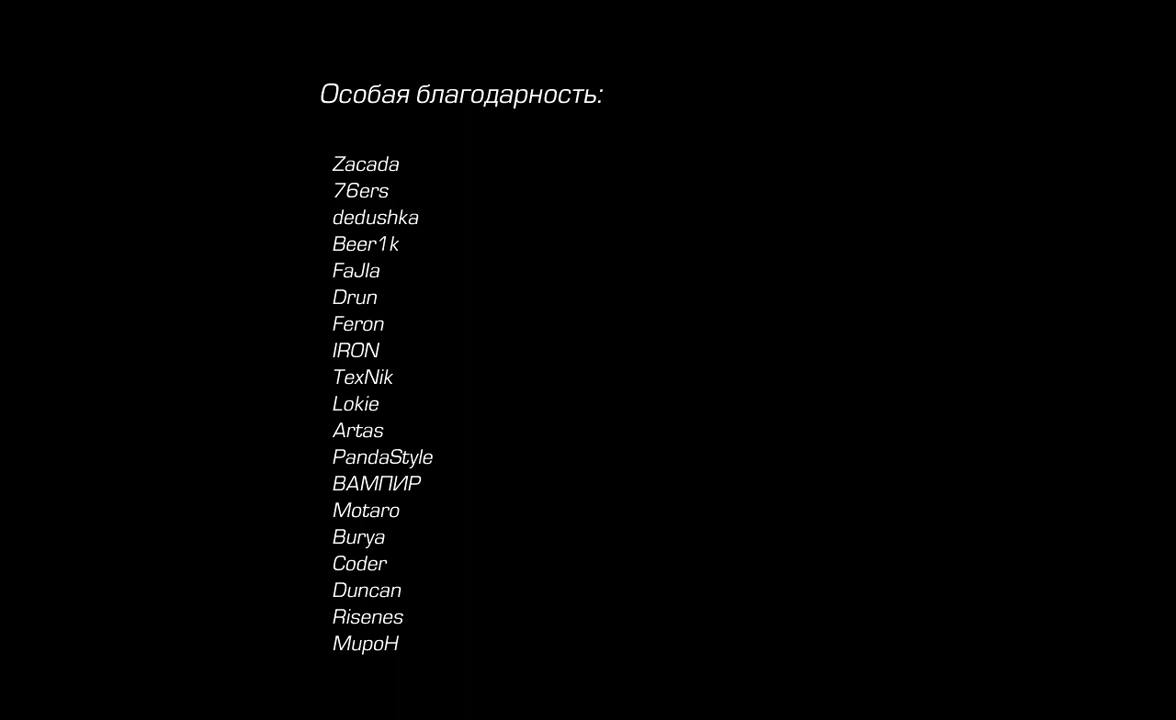 Особая благодарность:
Zacada
76ers
dedushka
Beer1k
FaJla
Drun
Feron
IRON
TexNik
Lokie
Artas
PandaStyle
ВАМПИР
Motaro
Burya
Coder
Duncan
Risenes
МироН